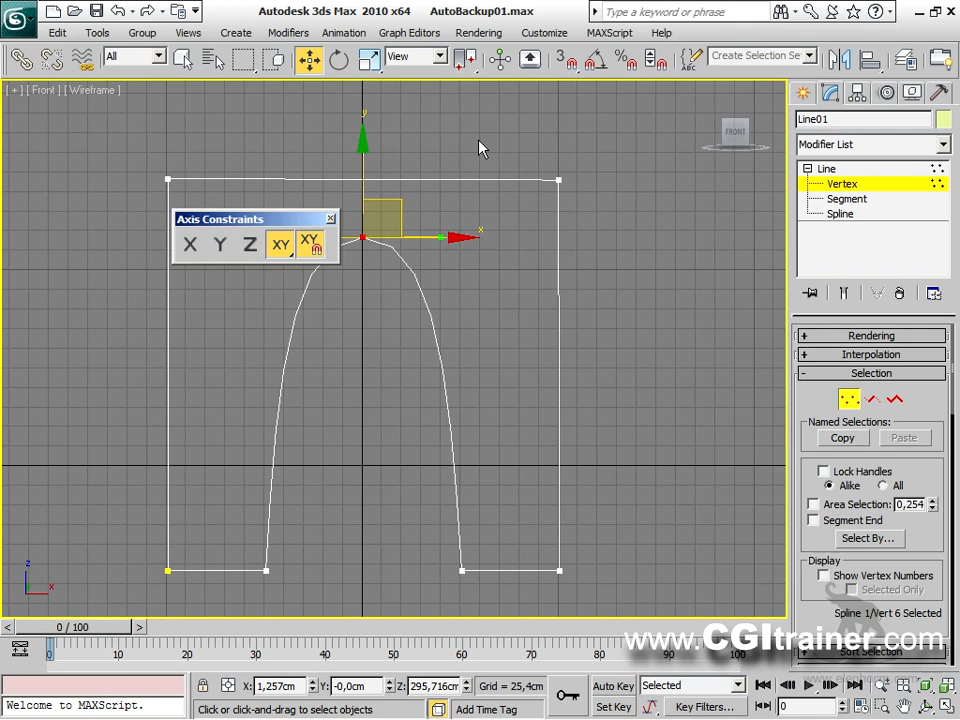 Autodesk 3ds Max 2010 x64 AutoBackup01.max
Type a keyword or phrase
Edit Tools Group Views Create Modifiers Animation Graph Editors Rendering Customize MAXScript Help
All
View
3
Create Selection Se
[ + ] [ Front ] [ Wireframe ]
FRONT
y
x
Axis Constraints
X Y Z XY XY
z
x
Line01
Modifier List
Line
Vertex
Segment
Spline
+ Rendering
+ Interpolation
- Selection
Named Selections:
Copy Paste
Lock Handles
Alike All
Area Selection: 0,254
Segment End
Select By...
Display
Show Vertex Numbers
Selected Only
Spline 1/Vert 6 Selected
Soft Selection
< 0 / 100 >
0 10 20 30 40 50 60 70 80 90 100
www.CGItrainer.com
X: 1,257cm Y: -0,0cm Z: 295,716cm Grid = 25,4cm
Auto Key Selected
Set Key Key Filters...
0
Welcome to MAXScript.
Click or click-and-drag to select objects
Add Time Tag